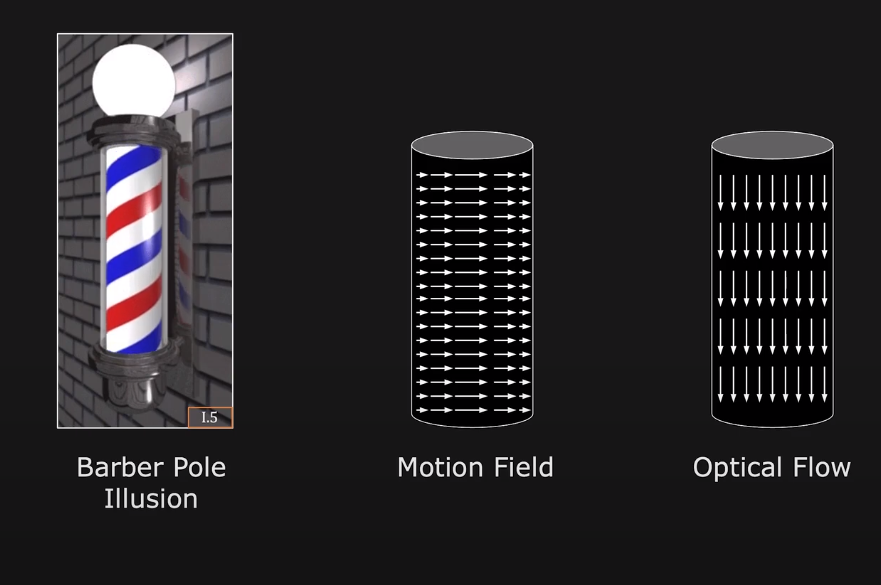 I.5
Barber Pole
Illusion
Motion Field
Optical Flow